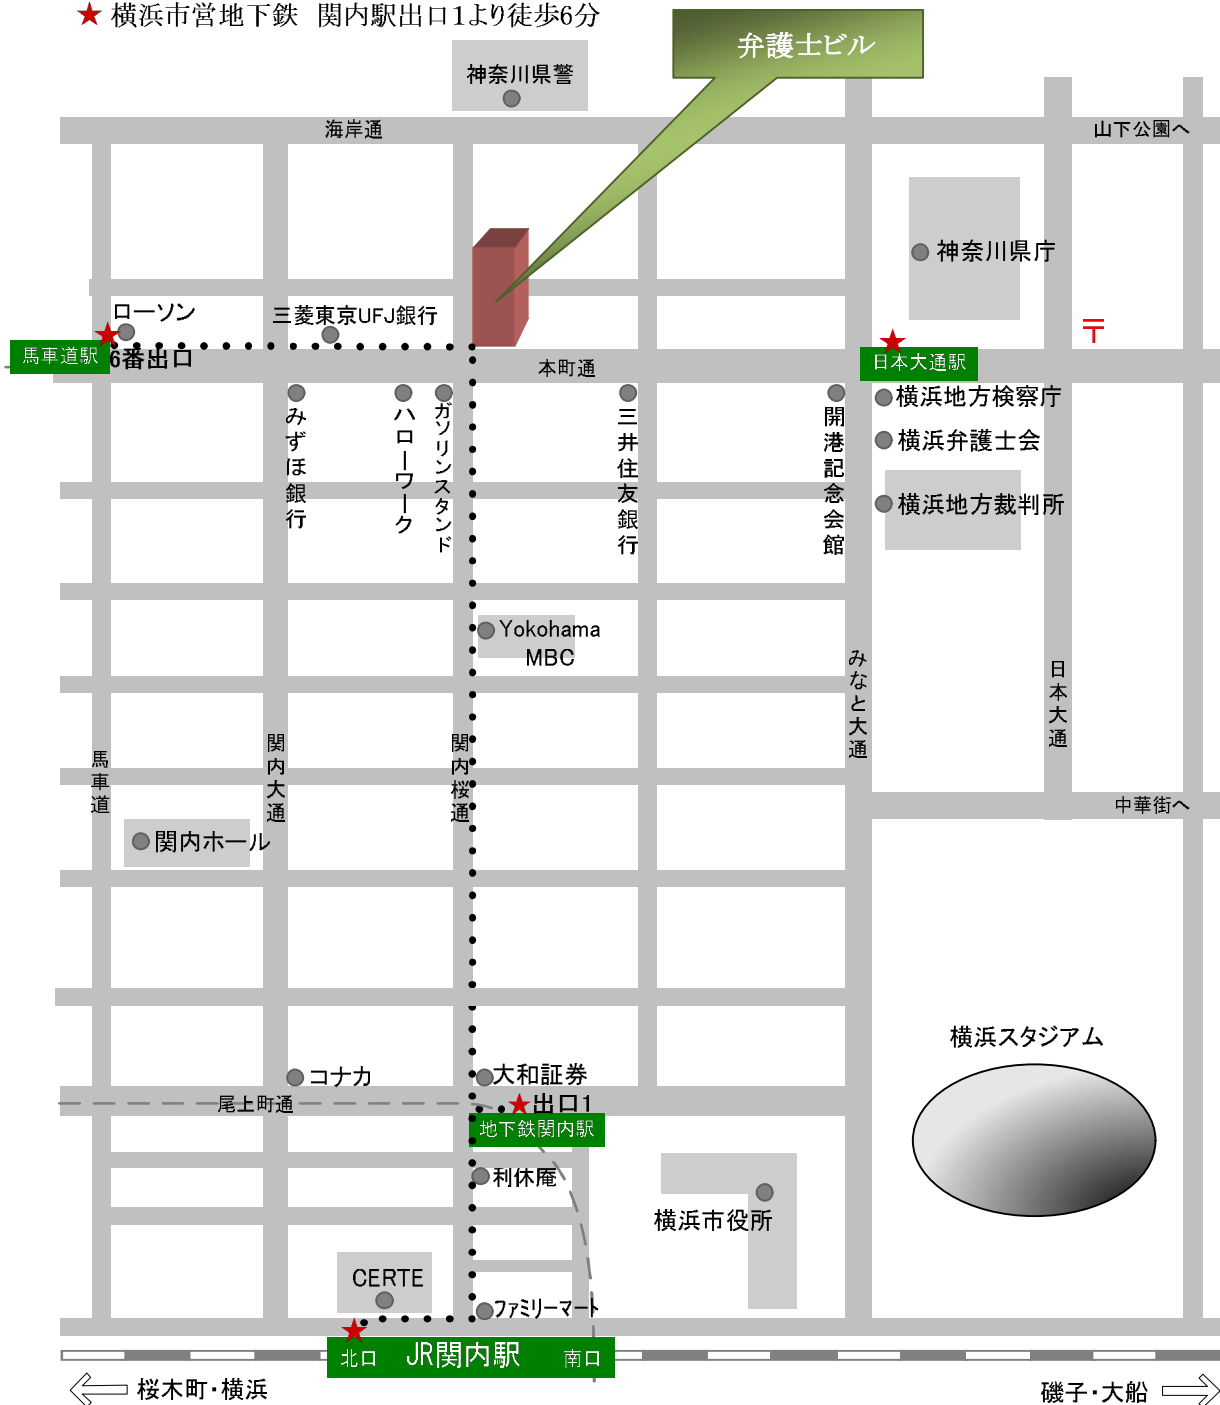 ★ 横浜市営地下鉄　関内駅出口1より徒歩6分
弁護士ビル
神奈川県警
海岸通
山下公園へ
神奈川県庁
ローソン
三菱東京UFJ銀行
〒
馬車道駅
6番出口
本町通
日本大通駅
横浜地方検察庁
横浜弁護士会
横浜地方裁判所
みずほ銀行
ハローワーク
ガソリンスタンド
三井住友銀行
開港記念会館
Yokohama
MBC
みなと大通
日本大通
馬車道
関内大通
関内桜通
中華街へ
関内ホール
横浜スタジアム
コナカ
大和証券
尾上町通
出口1
地下鉄関内駅
利休庵
横浜市役所
CERTE
ファミリーマート
北口
JR関内駅
南口
桜木町・横浜
磯子・大船